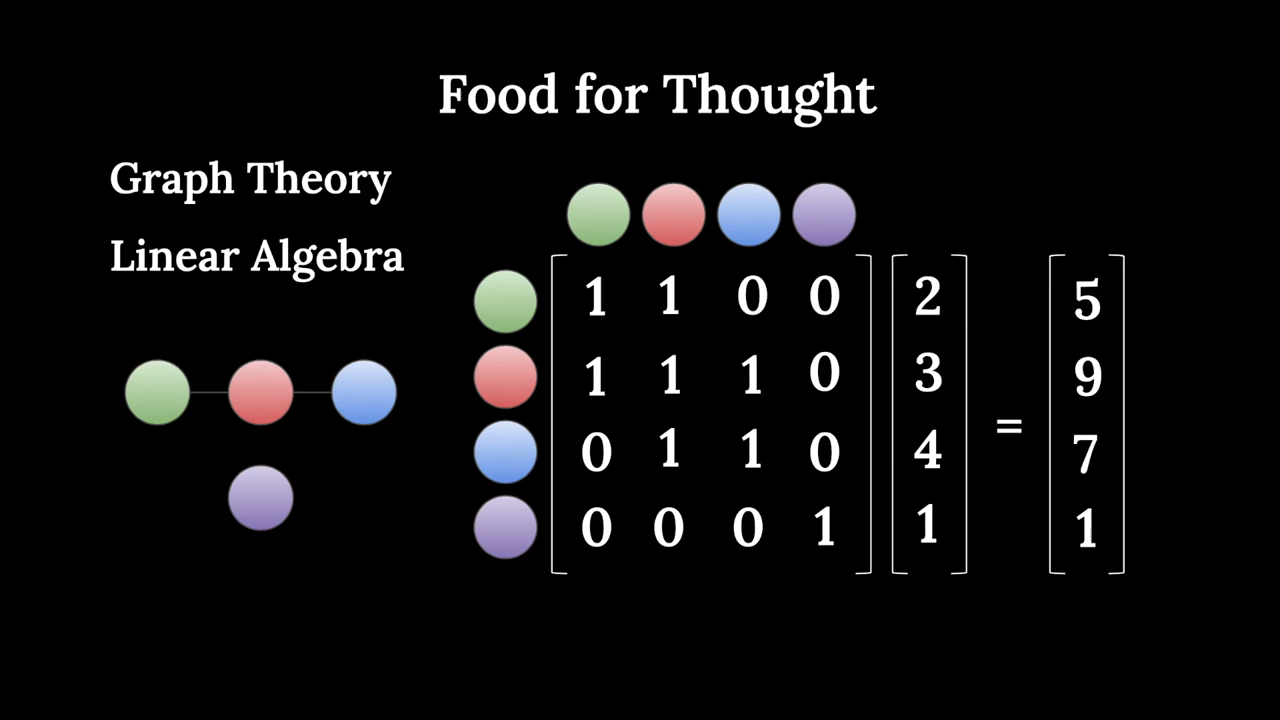 Food for Thought
Graph Theory
Linear Algebra
1 1 0 0 2 5
1 1 1 0 3 9
0 1 1 0 4 = 7
0 0 0 1 1 1